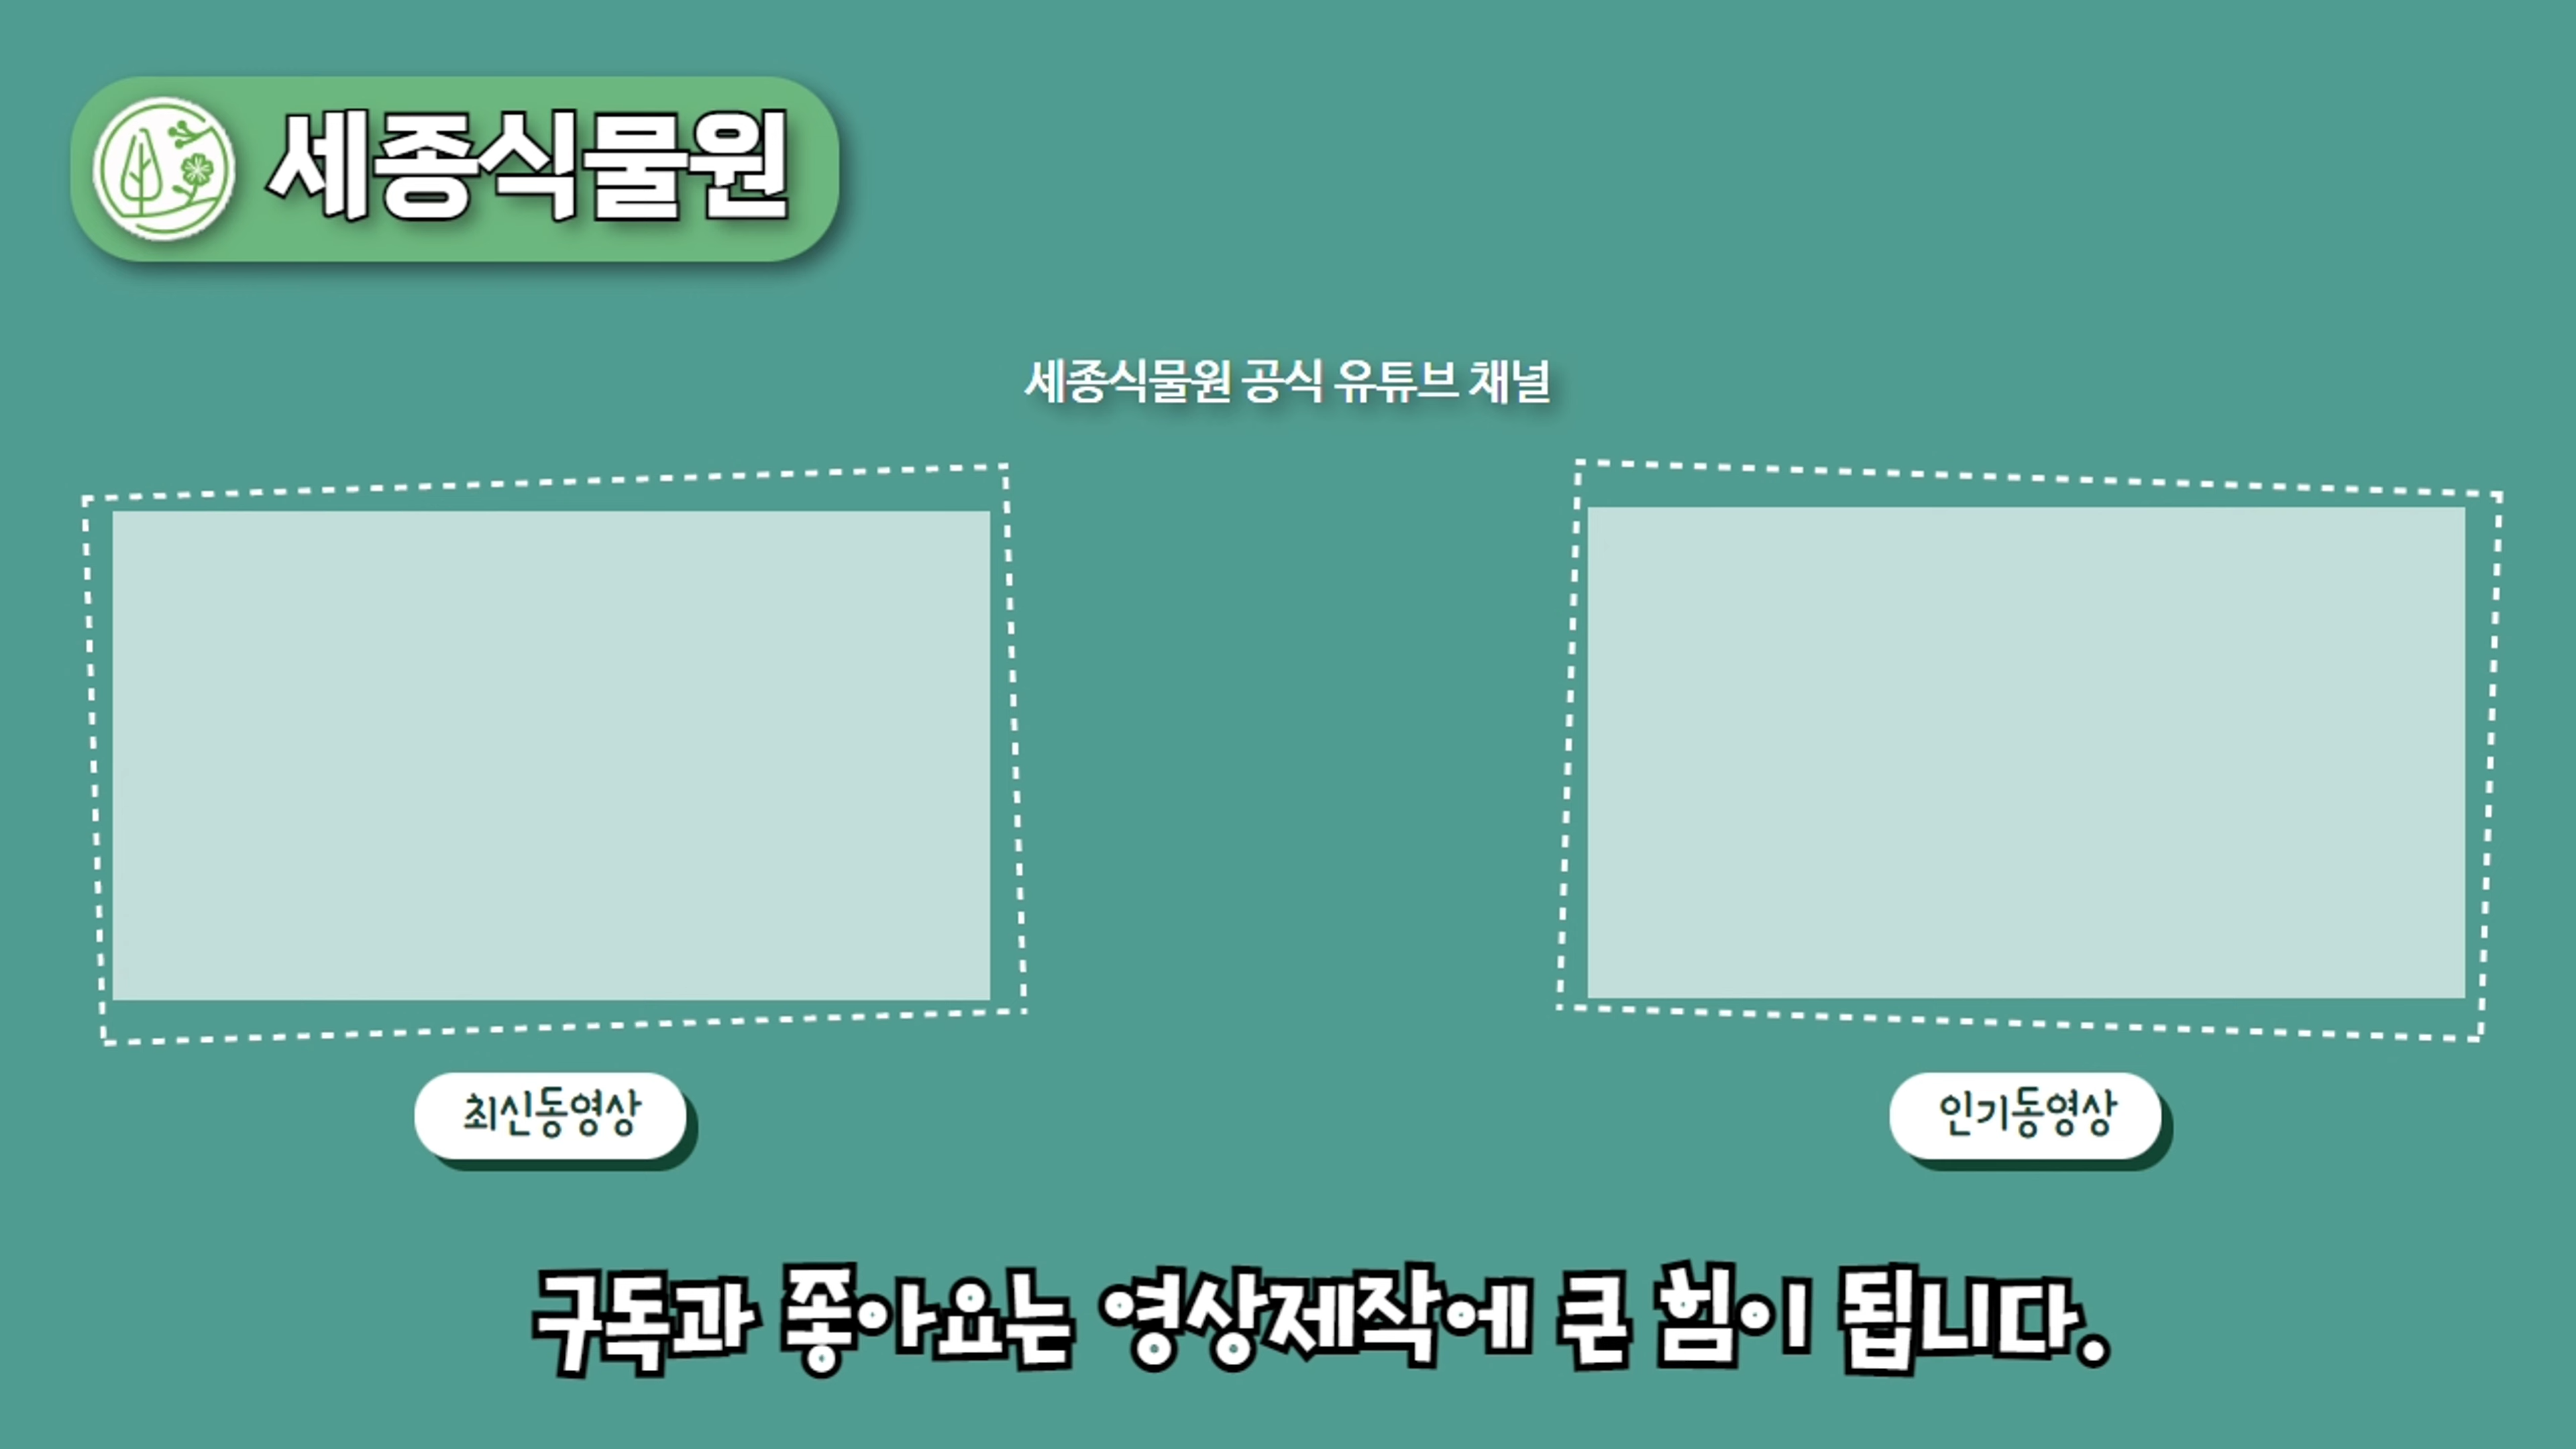 세종식물원
세종식물원 공식 유튜브 채널
최신동영상
인기동영상
구독과 좋아요는 영상제작에 큰 힘이 됩니다.